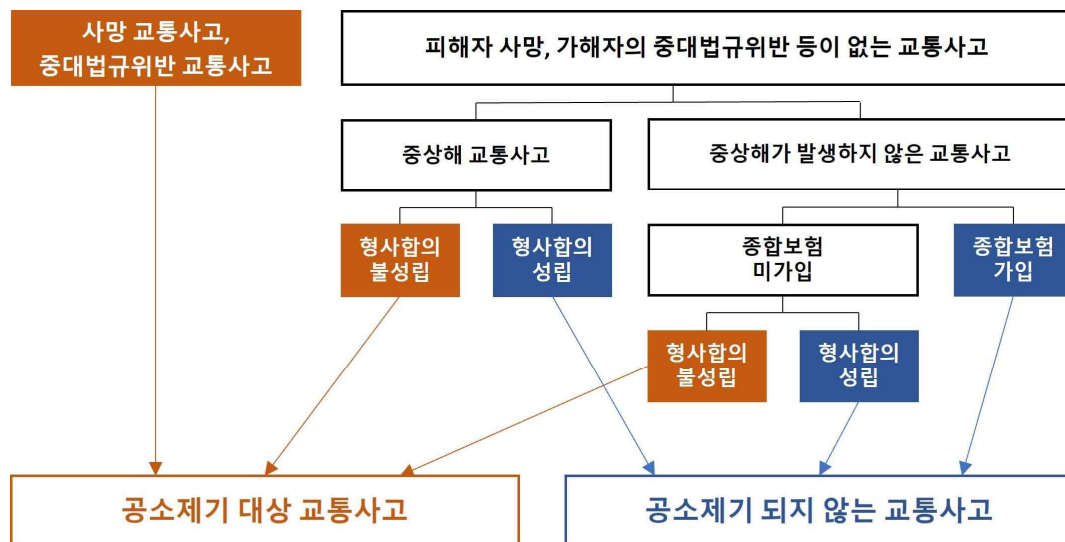 사망 교통사고,
중대법규위반 교통사고
피해자 사망, 가해자의 중대법규위반 등이 없는 교통사고
중상해 교통사고
중상해가 발생하지 않은 교통사고
형사합의
불성립
형사합의
성립
종합보험
미가입
종합보험
가입
형사합의
불성립
형사합의
성립
공소제기 대상 교통사고
공소제기 되지 않는 교통사고